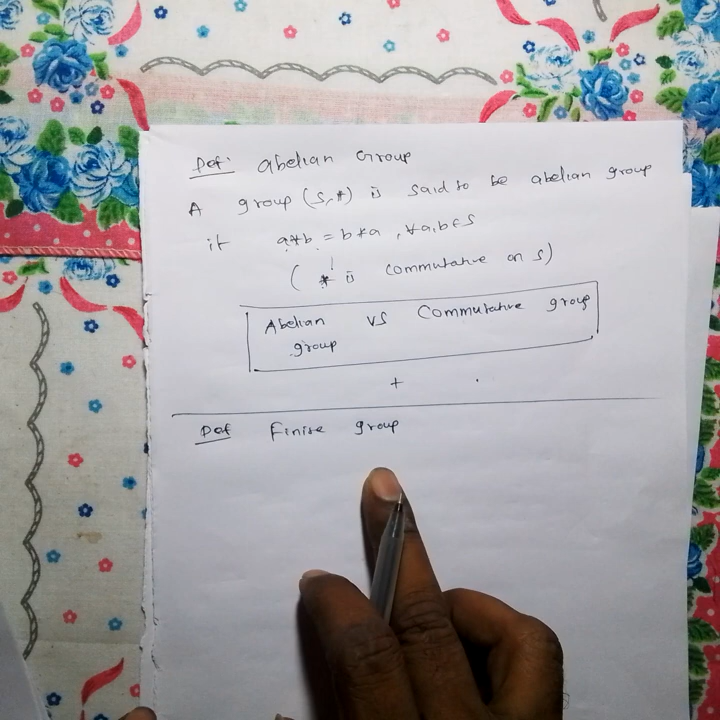 Def: Abelian Group
A group (S,*) is said to be abelian group
if a*b = b*a , ∀a,b∈S
( * is commutative on S)
Abelian vs Commutative group
group
+ .
Def Finite group